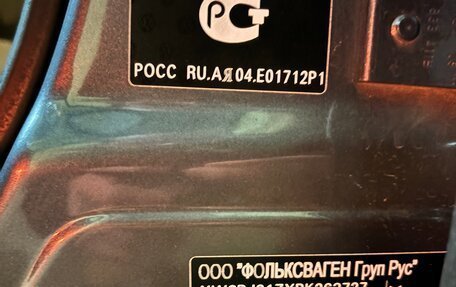 РОСС RU.АЯ04.Е01712Р1
ООО "ФОЛЬКСВАГЕН Груп Рус"